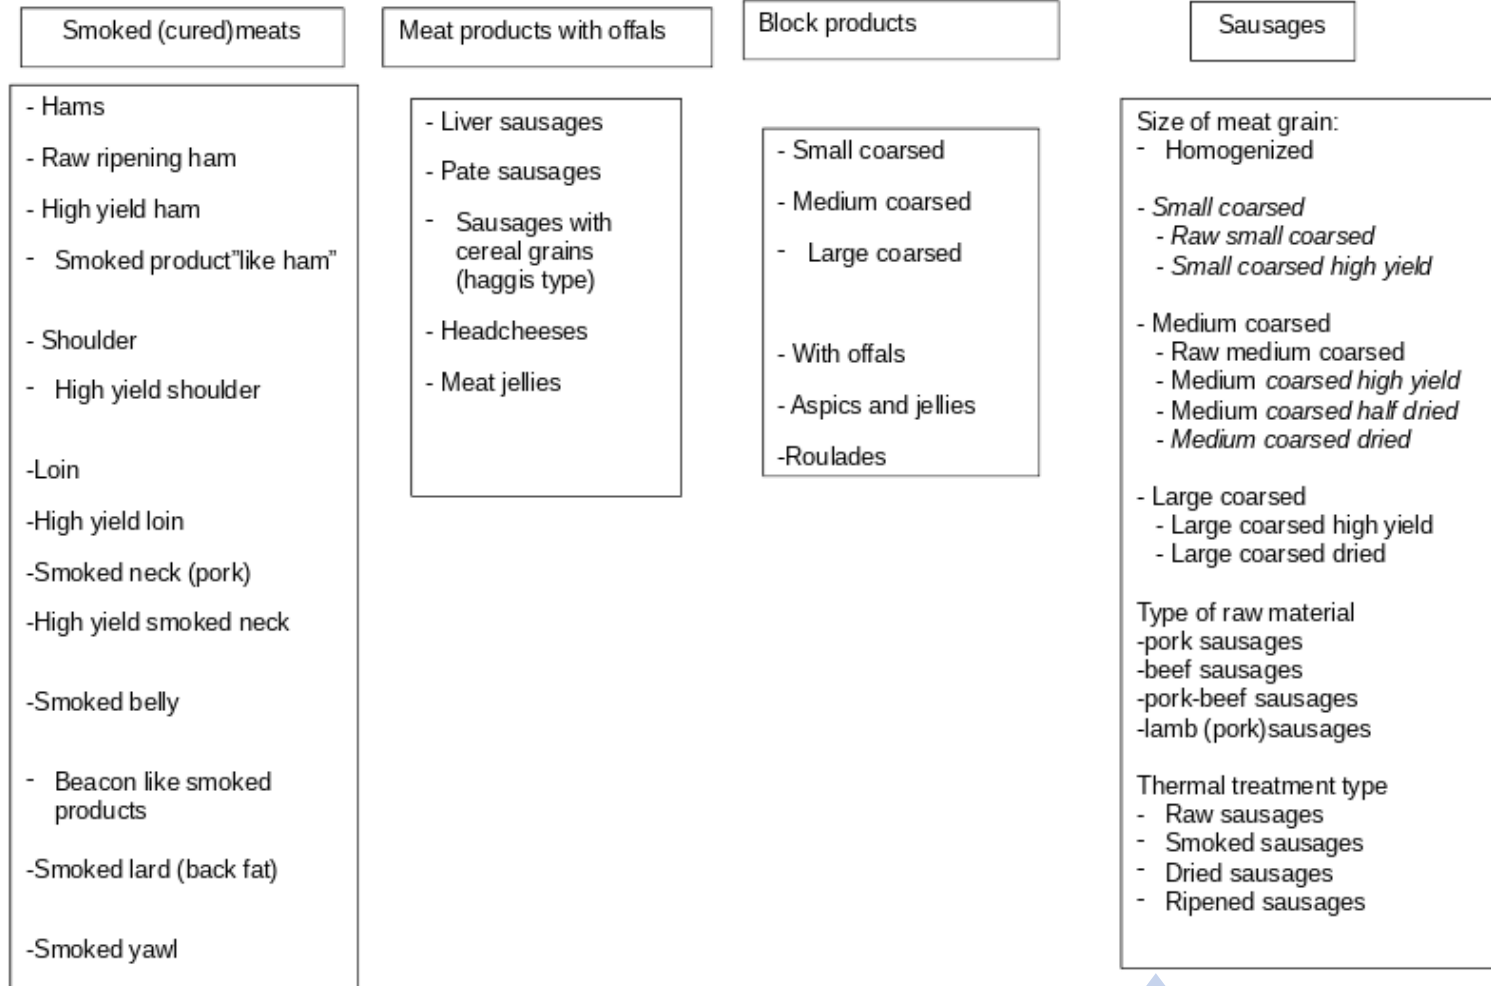 Smoked (cured)meats
- Hams
- Raw ripening ham
- High yield ham
- Smoked product"like ham"
- Shoulder
- High yield shoulder
-Loin
-High yield loin
-Smoked neck (pork)
-High yield smoked neck
-Smoked belly
- Beacon like smoked
products
-Smoked lard (back fat)
-Smoked yawl
Meat products with offals
- Liver sausages
- Pate sausages
- Sausages with
cereal grains
(haggis type)
- Headcheeses
- Meat jellies
Block products
- Small coarsed
- Medium coarsed
- Large coarsed
- With offals
- Aspics and jellies
-Roulades
Sausages
Size of meat grain:
- Homogenized
- Small coarsed
- Raw small coarsed
- Small coarsed high yield
- Medium coarsed
- Raw medium coarsed
- Medium coarsed high yield
- Medium coarsed half dried
- Medium coarsed dried
- Large coarsed
- Large coarsed high yield
- Large coarsed dried
Type of raw material
-pork sausages
-beef sausages
-pork-beef sausages
-lamb (pork)sausages
Thermal treatment type
- Raw sausages
- Smoked sausages
- Dried sausages
- Ripened sausages